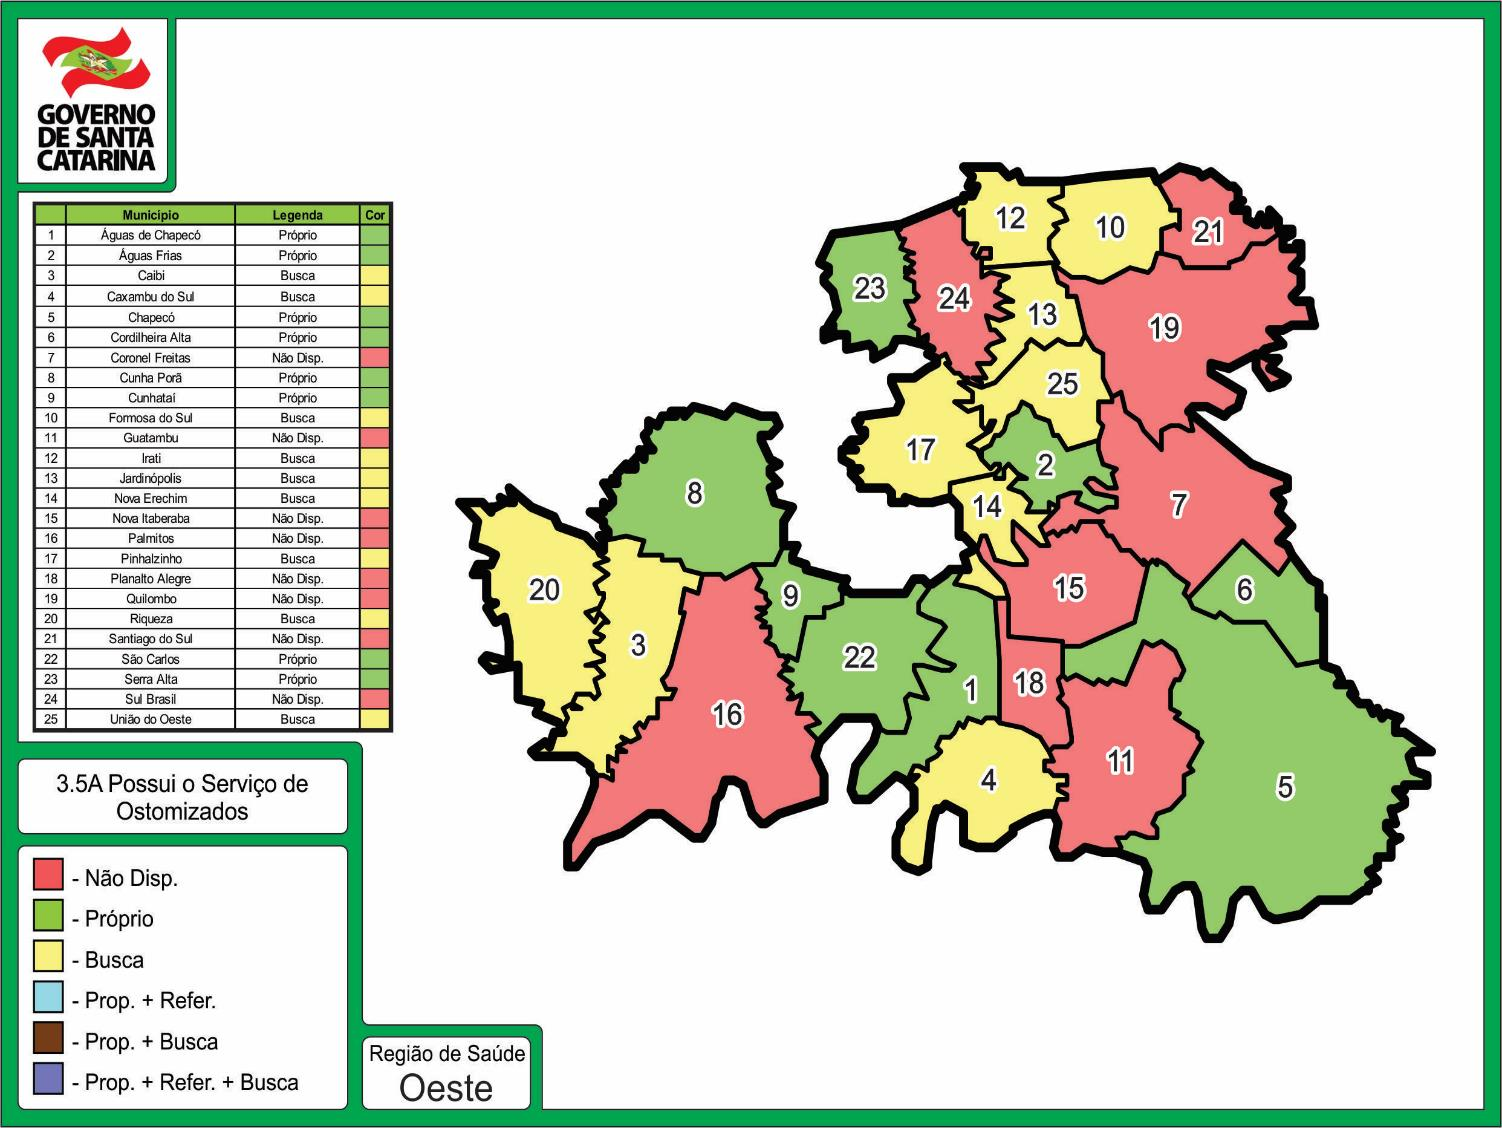 GOVERNO
DE SANTA
CATARINA
Município Legenda Cor
1 Águas de Chapecó Próprio
2 Águas Frias Próprio
3 Caibi Busca
4 Caxambu do Sul Busca
5 Chapecó Próprio
6 Cordilheira Alta Próprio
7 Coronel Freitas Não Disp.
8 Cunha Porã Próprio
9 Cunhataí Próprio
10 Formosa do Sul Busca
11 Guatambu Não Disp.
12 Irati Busca
13 Jardinópolis Busca
14 Nova Erechim Busca
15 Nova Itaberaba Não Disp.
16 Palmitos Não Disp.
17 Pinhalzinho Busca
18 Planalto Alegre Não Disp.
19 Quilombo Não Disp.
20 Riqueza Busca
21 Santiago do Sul Não Disp.
22 São Carlos Próprio
23 Serra Alta Próprio
24 Sul Brasil Não Disp.
25 União do Oeste Busca
12
10
21
23
24
13
19
25
17
2
8
14
7
20
9
15
6
3
22
1
18
16
11
4
5
3.5A Possui o Serviço de
Ostomizados
- Não Disp.
- Próprio
- Busca
- Prop. + Refer.
- Prop. + Busca
- Prop. + Refer. + Busca
Região de Saúde
Oeste